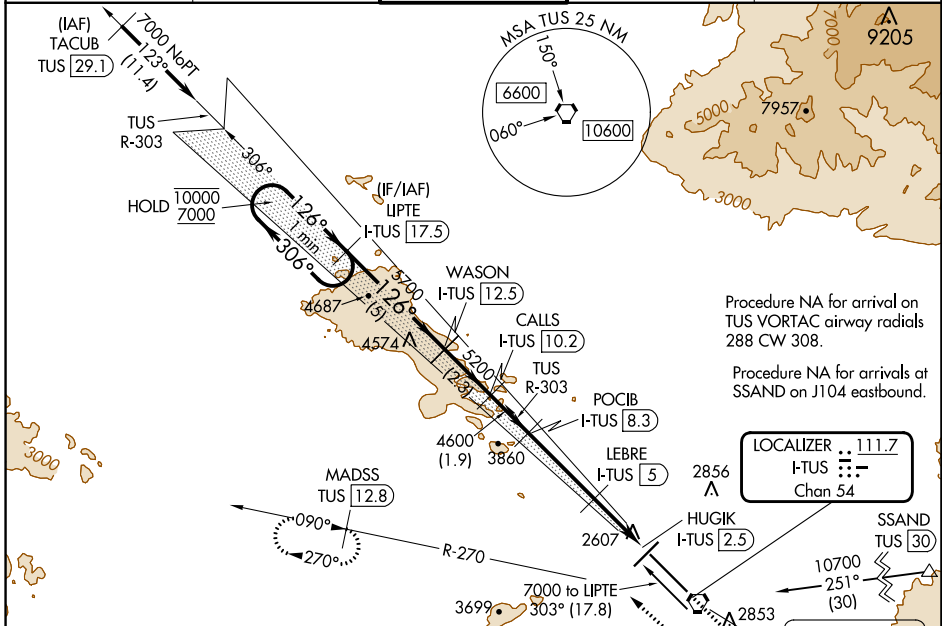 (IAF)
TACUB
TUS 29.1
7000 NoPT
123°
(11.4)
TUS
R-303
306°
HOLD 10000
7000
126°
1 min
306°
(IF/IAF)
LIPTE
I-TUS 17.5
MSA TUS 25 NM
150°
6600
060°
10600
9205
7000
7957
5000
3000
4687
126°
(5)
5700
4574
WASON
I-TUS 12.5
CALLS
I-TUS 10.2
5200
(2.3)
TUS
R-303
POCIB
I-TUS 8.3
4600
(1.9)
3860
LEBRE
I-TUS 5
Procedure NA for arrival on
TUS VORTAC airway radials
288 CW 308.
Procedure NA for arrivals at
SSAND on J104 eastbound.
LOCALIZER 111.7
I-TUS
Chan 54
3000
MADSS
TUS 12.8
090°
270°
R-270
2856
2607
HUGIK
I-TUS 2.5
SSAND
TUS 30
10700
251°
(30)
7000 to LIPTE
303° (17.8)
3699
2853